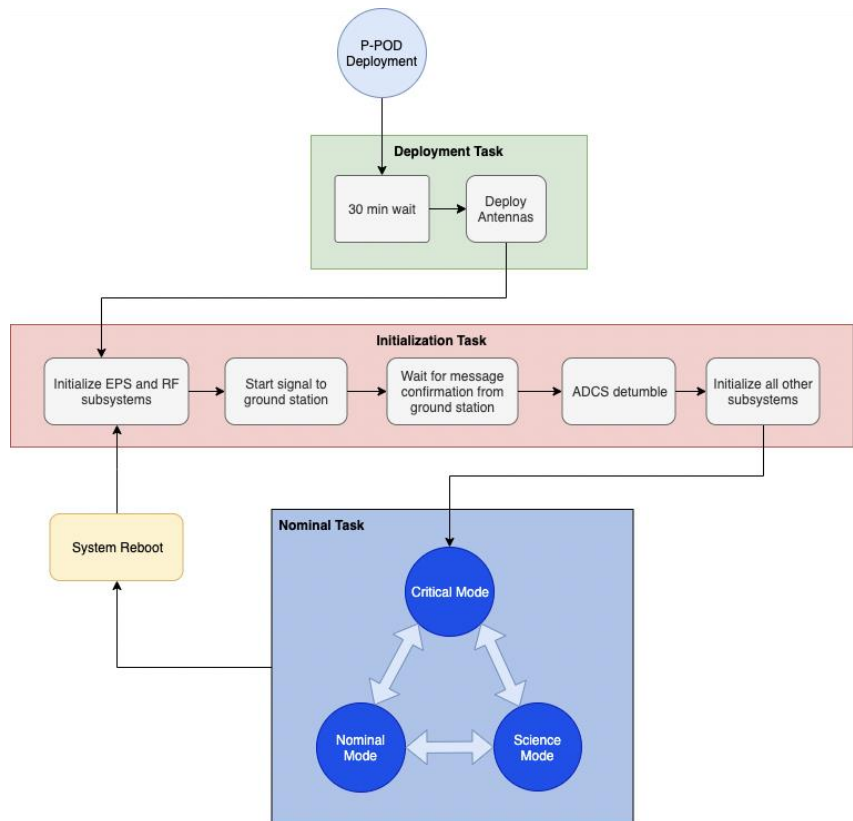 P-POD
Deployment
Deployment Task
30 min wait
Deploy
Antennas
Initialization Task
Initialize EPS and RF
subsystems
Start signal to
ground station
Wait for message
confirmation from
ground station
ADCS detumble
Initialize all other
subsystems
System Reboot
Nominal Task
Critical Mode
Nominal
Mode
Science
Mode